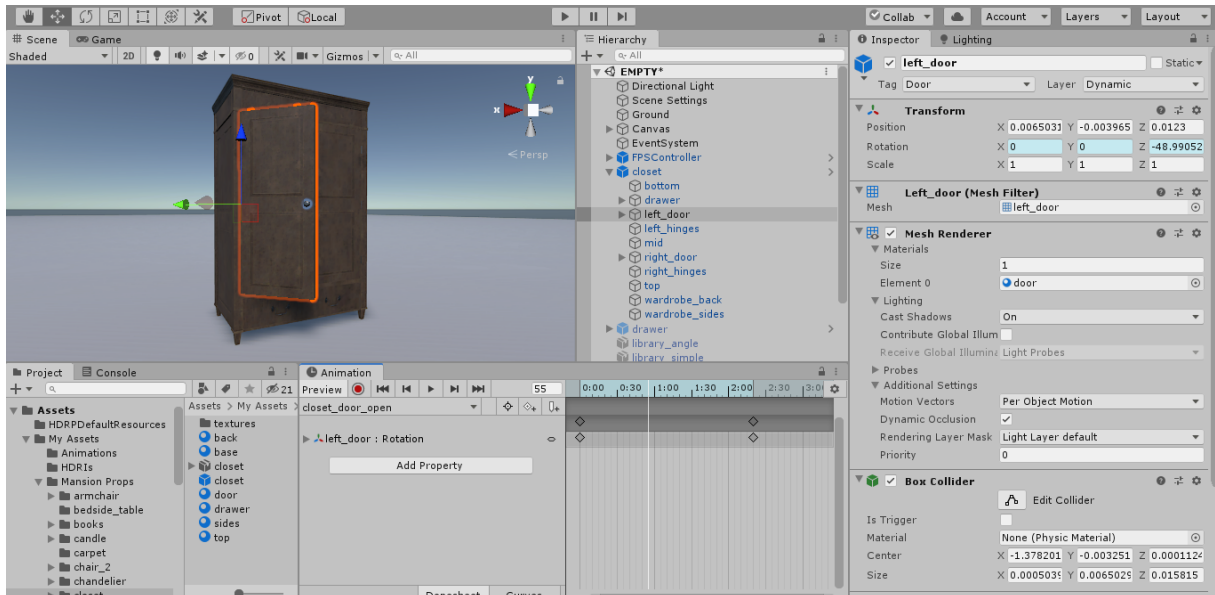 Pivot Local Collab Account Layers Layout
Scene Game
Shaded 2D 0 Gizmos All
y
x
Persp
Hierarchy
All
EMPTY*
Directional Light
Scene Settings
Ground
Canvas
EventSystem
FPSController
closet
bottom
drawer
left_door
left_hinges
mid
right_door
right_hinges
top
wardrobe_back
wardrobe_sides
drawer
library_angle
library_simple
Project Console
21
Assets
HDRPDefaultResources
My Assets
Animations
HDRIs
Mansion Props
armchair
bedside_table
books
candle
carpet
chair_2
chandelier
closet
Assets > My Assets >
textures
back
base
closet
closet
door
drawer
sides
top
Animation
Preview 55 0:00 0:30 1:00 1:30 2:00 2:30
closet_door_open
left_door : Rotation
Add Property
Dopesheet Curves
Inspector Lighting
left_door Static
Tag Door Layer Dynamic
Transform
Position X 0.0065031 Y -0.003965 Z 0.0123
Rotation X 0 Y 0 Z -48.99052
Scale X 1 Y 1 Z 1
Left_door (Mesh Filter)
Mesh left_door
Mesh Renderer
Materials
Size 1
Element 0 door
Lighting
Cast Shadows On
Contribute Global Illum
Receive Global Illumina Light Probes
Probes
Additional Settings
Motion Vectors Per Object Motion
Dynamic Occlusion
Rendering Layer Mask Light Layer default
Priority 0
Box Collider
Edit Collider
Is Trigger
Material None (Physic Material)
Center X -1.378201 Y -0.003251 Z 0.0001124
Size X 0.0005039 Y 0.0065029 Z 0.015815